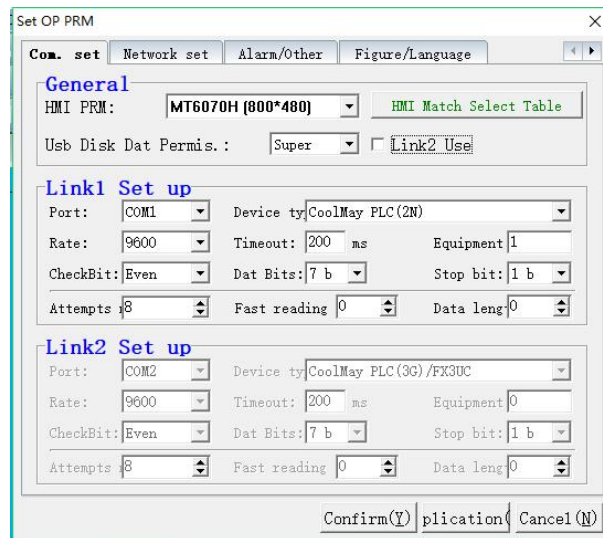 Set OP PRM
Com. set Network set Alarm/Other Figure/Language
General
HMI PRM: MT6070H (800*480) HMI Match Select Table
Usb Disk Dat Permis.: Super Link2 Use
Link1 Set up
Port: COM1 Device ty CoolMay PLC(2N)
Rate: 9600 Timeout: 200 ms Equipment 1
CheckBit: Even Dat Bits: 7 b Stop bit: 1 b
Attempts 8 Fast reading 0 Data leng 0
Link2 Set up
Port: COM2 Device ty CoolMay PLC(3G)/FX3UC
Rate: 9600 Timeout: 200 ms Equipment 0
CheckBit: Even Dat Bits: 7 b Stop bit: 1 b
Attempts 8 Fast reading 0 Data leng 0
Confirm(Y) plication( Cancel(N)